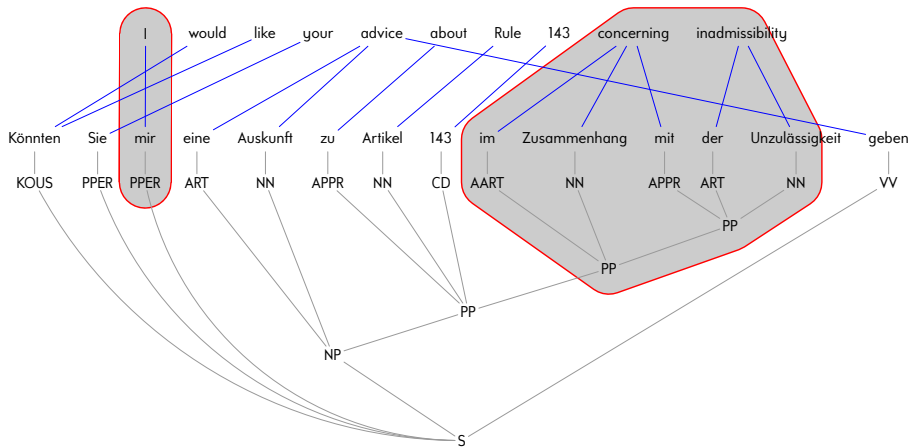 I would like your advice about Rule 143 concerning inadmissibility
Könnten Sie mir eine Auskunft zu Artikel 143 im Zusammenhang mit der Unzulässigkeit geben
KOUS PPER PPER ART NN APPR NN CD AART NN APPR ART NN VV
PP
PP
PP
NP
S